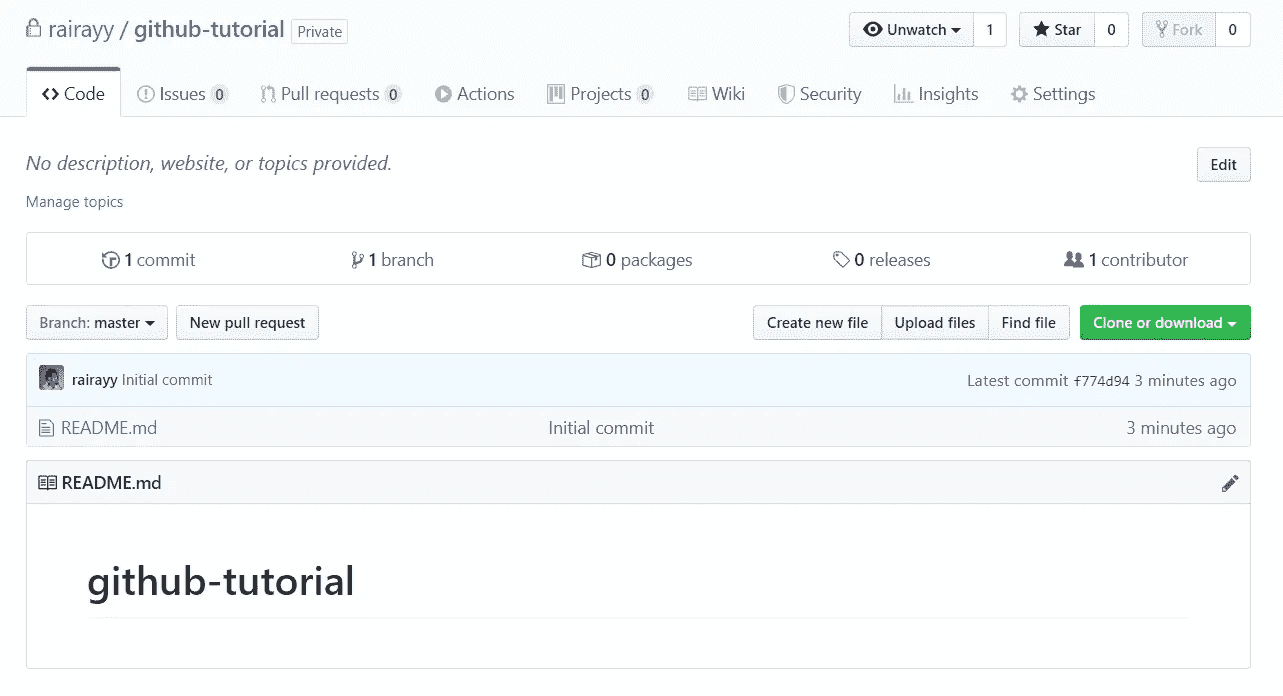 rairayy / github-tutorial Private Unwatch 1 Star 0 Fork 0
Code Issues 0 Pull requests 0 Actions Projects 0 Wiki Security Insights Settings
No description, website, or topics provided. Edit
Manage topics
1 commit 1 branch 0 packages 0 releases 1 contributor
Branch: master New pull request Create new file Upload files Find file Clone or download
rairayy Initial commit Latest commit f774d94 3 minutes ago
README.md Initial commit 3 minutes ago
README.md
github-tutorial